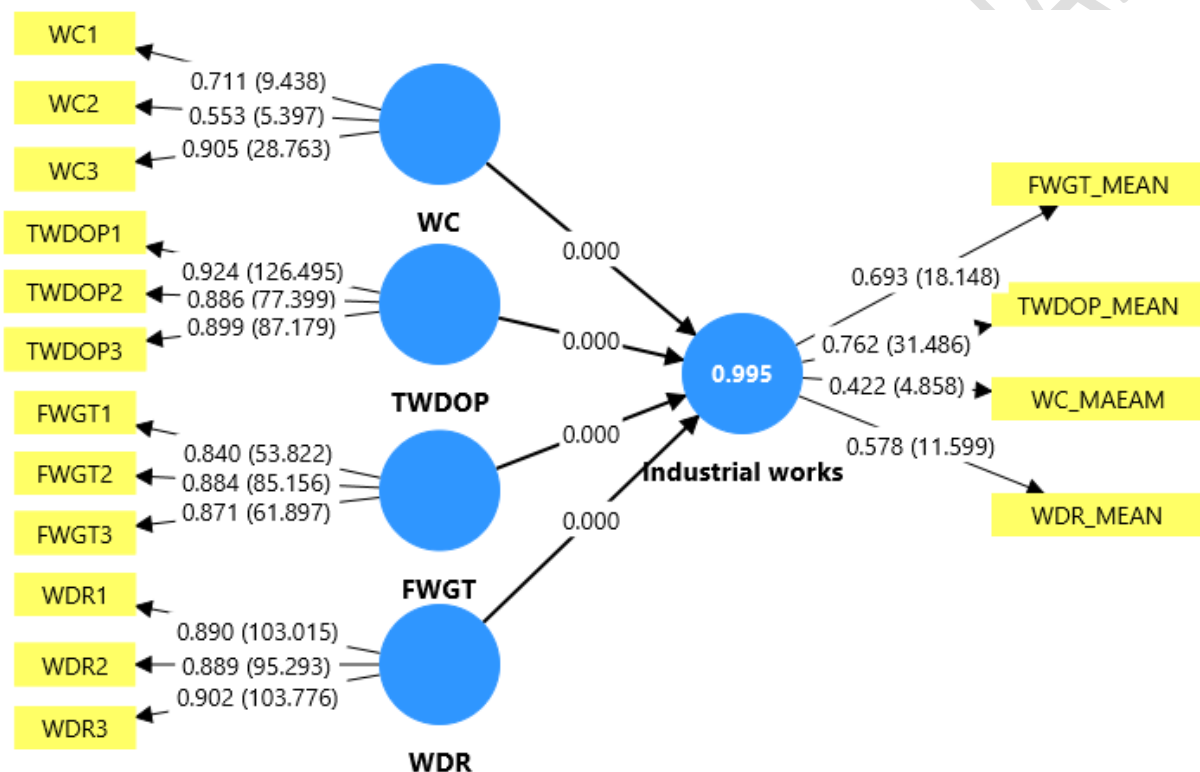 WC1
WC2
WC3
0.711 (9.438)
0.553 (5.397)
0.905 (28.763)
WC
TWDOP1
TWDOP2
TWDOP3
0.924 (126.495)
0.886 (77.399)
0.899 (87.179)
TWDOP
FWGT1
FWGT2
FWGT3
0.840 (53.822)
0.884 (85.156)
0.871 (61.897)
FWGT
WDR1
WDR2
WDR3
0.890 (103.015)
0.889 (95.293)
0.902 (103.776)
WDR
0.000
0.000
0.000
0.000
0.995
Industrial works
0.693 (18.148)
0.762 (31.486)
0.422 (4.858)
0.578 (11.599)
FWGT_MEAN
TWDOP_MEAN
WC_MAEAM
WDR_MEAN